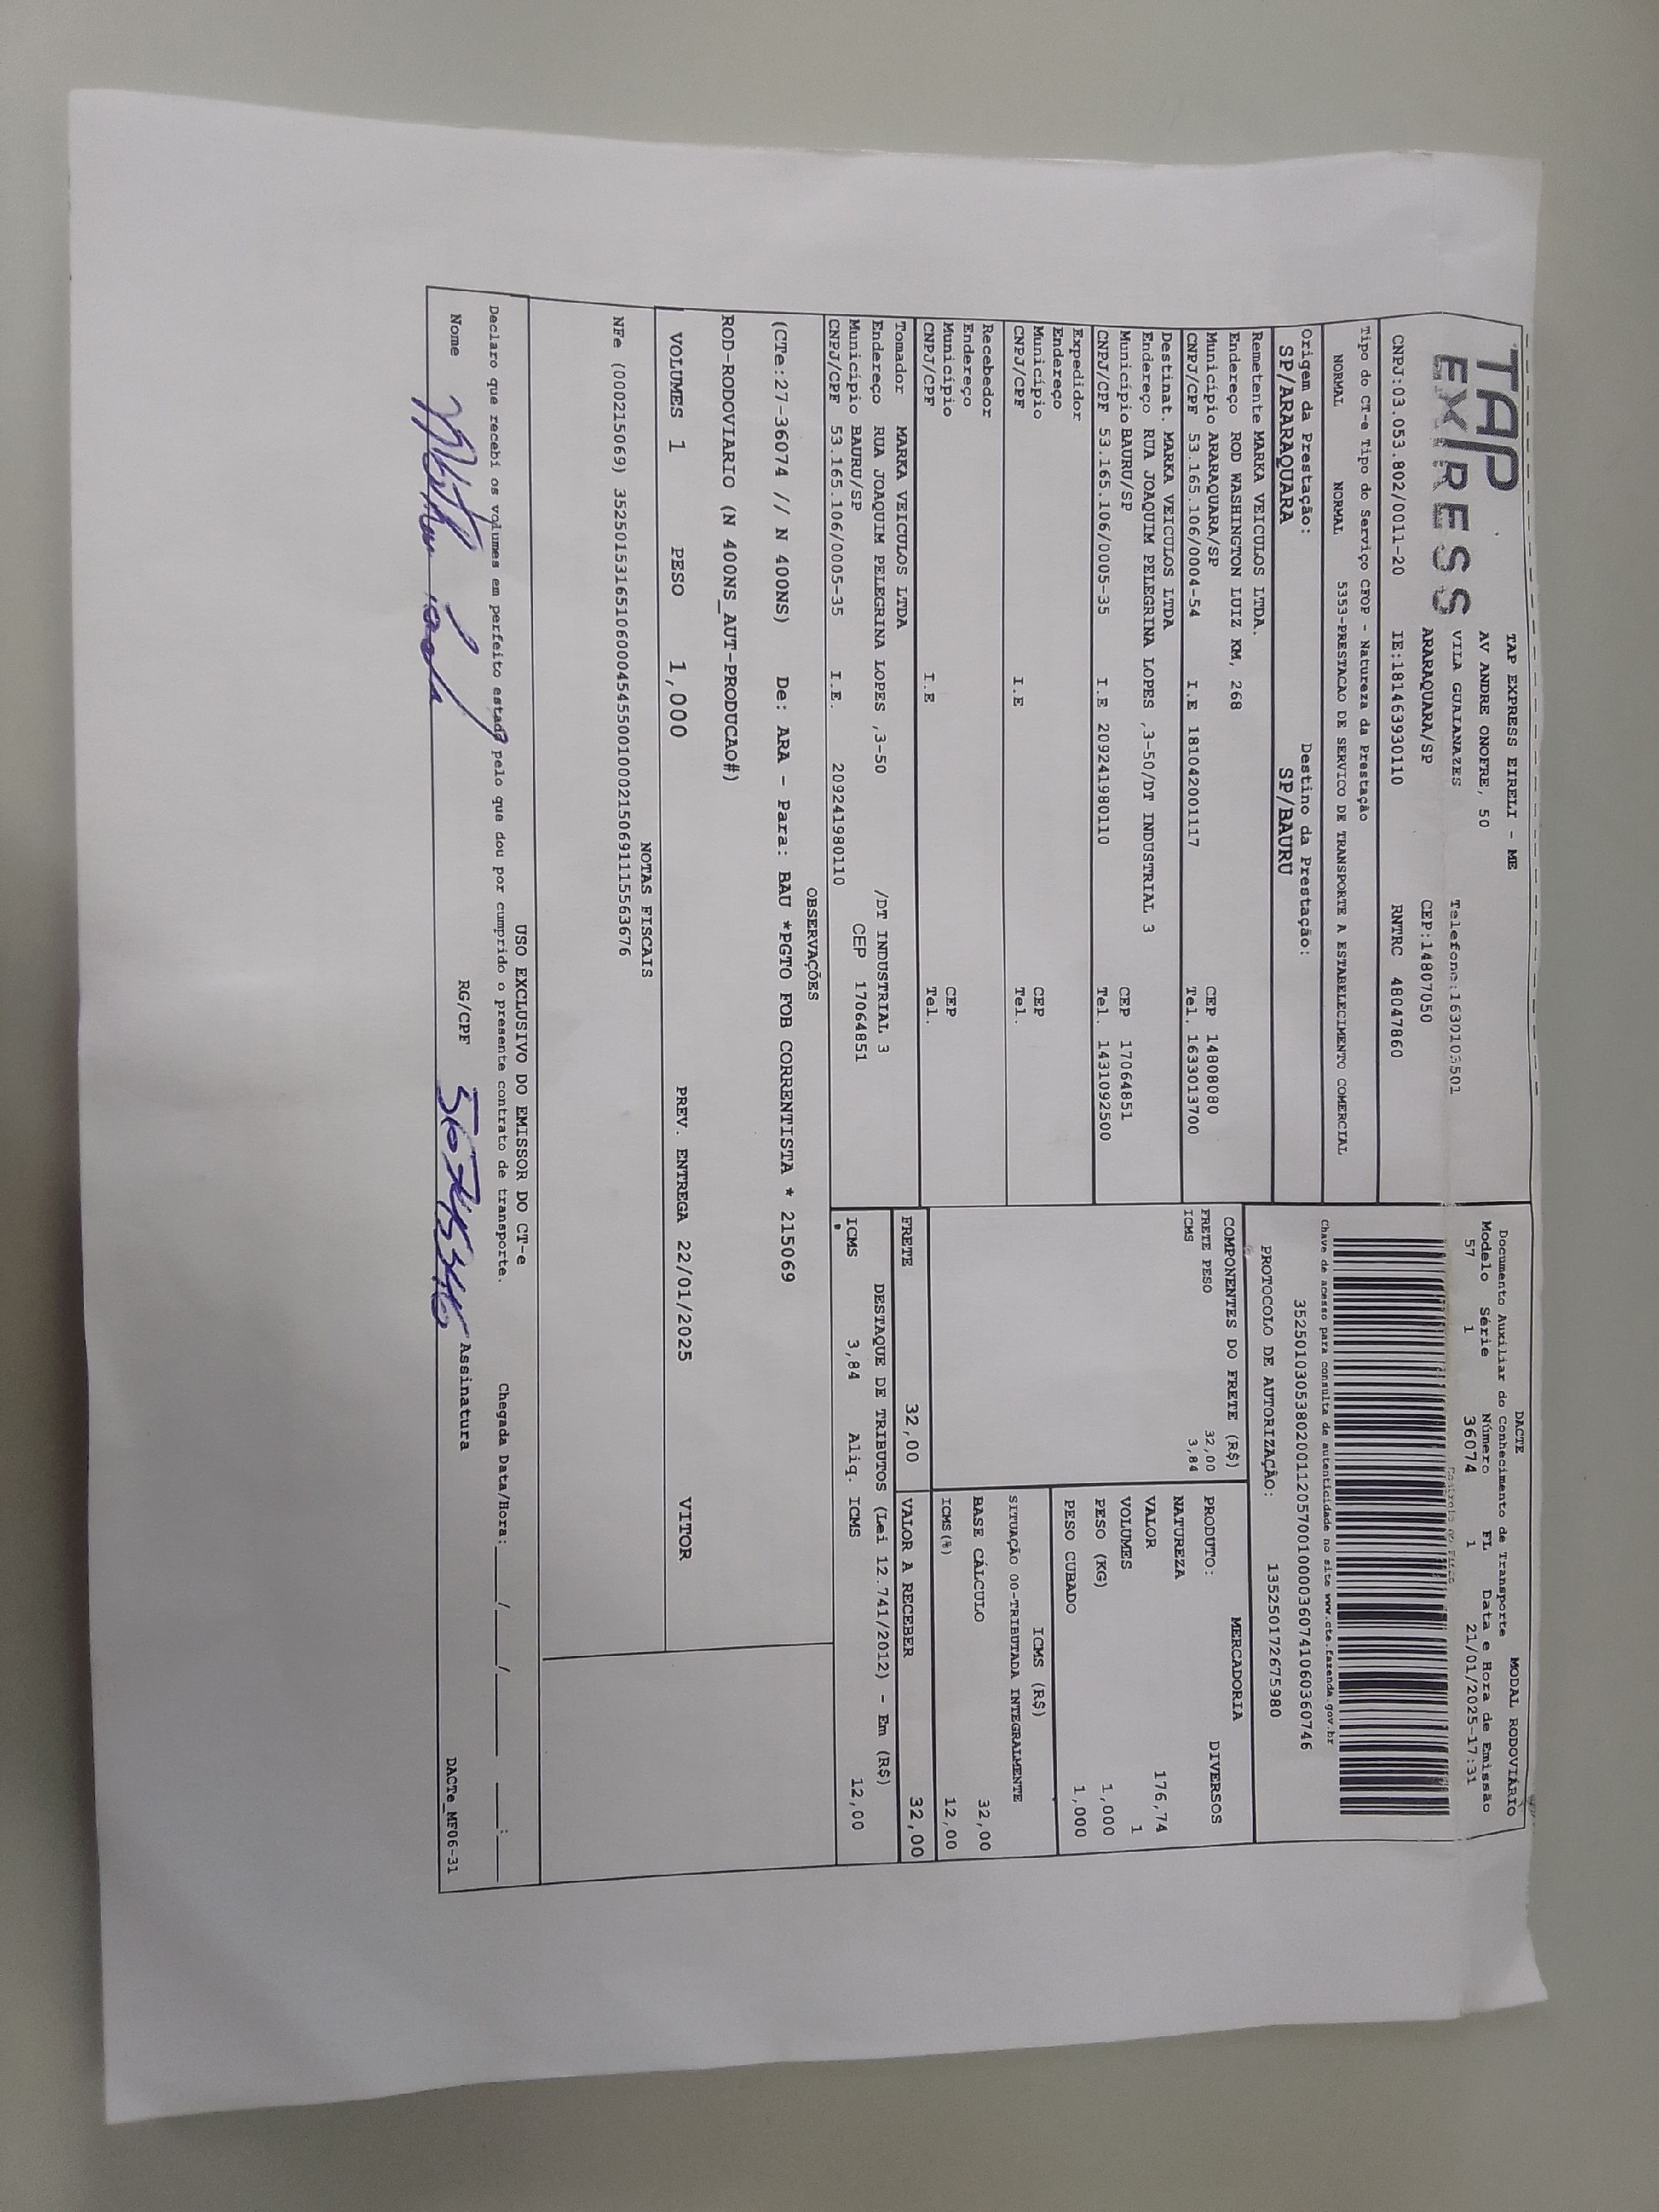 TAP EXPRESS
TAP EXPRESS EIRELI - ME
AV ANDRE ONOFRE, 50
VILA GUAIANAZES Telefone:1630103501
ARARAQUARA/SP CEP:14807050
CNPJ:03.053.802/0011-20 IE:181463930110 RNTRC 48047860
DACTE MODAL RODOVIÁRIO
Documento Auxiliar do Conhecimento de Transporte
Modelo Série Número FL Data e Hora de Emissão
57 1 36074 1 21/01/2025-17:31
Chave de acesso para consulta de autenticidade no site www.cte.fazenda.gov.br
35250103053802001120570010000360741060360746
PROTOCOLO DE AUTORIZAÇÃO: 135250172675980
Tipo do CT-e Tipo do Serviço CFOP - Natureza da Prestação
NORMAL NORMAL 5353-PRESTACAO DE SERVICO DE TRANSPORTE A ESTABELECIMENTO COMERCIAL
Origem da Prestação: Destino da Prestação:
SP/ARARAQUARA SP/BAURU
Remetente MARKA VEICULOS LTDA.
Endereço ROD WASHINGTON LUIZ KM, 268
Município ARARAQUARA/SP CEP 14808080
CNPJ/CPF 53.165.106/0004-54 I.E 181042001117 Tel. 1633013700
Destinat. MARKA VEICULOS LTDA
Endereço RUA JOAQUIM PELEGRINA LOPES ,3-50/DT INDUSTRIAL 3
Município BAURU/SP CEP 17064851
CNPJ/CPF 53.165.106/0005-35 I.E 209241980110 Tel. 1431092500
Expedidor
Endereço
Município CEP
CNPJ/CPF I.E Tel.
Recebedor
Endereço
Município CEP
CNPJ/CPF I.E Tel.
Tomador MARKA VEICULOS LTDA
Endereço RUA JOAQUIM PELEGRINA LOPES ,3-50 /DT INDUSTRIAL 3
Município BAURU/SP CEP 17064851
CNPJ/CPF 53.165.106/0005-35 I.E. 209241980110
COMPONENTES DO FRETE (R$)
FRETE PESO 32,00
ICMS 3,84
MERCADORIA
PRODUTO: DIVERSOS
NATUREZA
VALOR 176,74
VOLUMES 1
PESO (KG) 1,000
PESO CUBADO 1,000
ICMS (R$)
SITUAÇÃO 00-TRIBUTADA INTEGRALMENTE
BASE CÁLCULO 32,00
ICMS(%) 12,00
FRETE 32,00 VALOR A RECEBER 32,00
DESTAQUE DE TRIBUTOS (Lei 12.741/2012) - Em (R$)
ICMS 3,84 Aliq. ICMS 12,00
OBSERVAÇÕES
(CTe:27-36074 // N 400NS) De: ARA - Para: BAU *PGTO FOB CORRENTISTA * 215069
ROD-RODOVIARIO (N 400NS_AUT-PRODUCAO#)
VOLUMES 1 PESO 1,000 PREV. ENTREGA 22/01/2025 VITOR
NOTAS FISCAIS
NFe (000215069) 35250153165106000454550010002150691115563676
USO EXCLUSIVO DO EMISSOR DO CT-e
Declaro que recebi os volumes em perfeito estado pelo que dou por cumprido o presente contrato de transporte. Chegada Data/Hora:___/___/_____ ___:___
Nome RG/CPF Assinatura DACTe_MF06-31